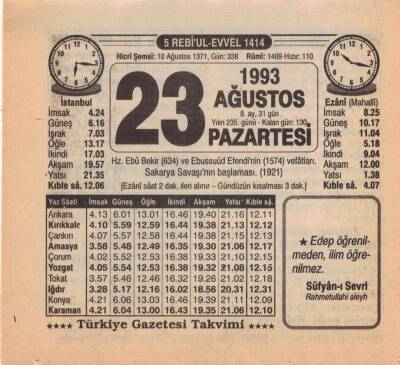 5 REBİ'UL-EVVEL 1414
Hicrî Şemsî: 10 Ağustos 1371, Gün: 338 Rûmî: 1409-Hızır: 110
23
1993
AĞUSTOS
8. ay, 31 gün
Yılın 235. günü - Kalan gün: 130
PAZARTESİ
Hz. Ebû Bekir (634) ve Ebussuûd Efendi'nin (1574) vefâtları.
Sakarya Savaşı'nın başlaması. (1921)
[Ezânî sâat 2 dak. ileri alınır – Gündüzün kısalması 3 dak.]
İstanbul
İmsak 4.24
Güneş 6.16
İşrak 7.03
Öğle 13.17
İkindi 17.03
Akşam 19.57
Yatsı 21.35
Kıble sâ. 12.06
Ezânî (Mahallî)
İmsak 8.25
Güneş 10.17
İşrak 11.04
Öğle 5.18
İkindi 9.04
Akşam 12.00
Yatsı 1.38
Kıble sâ. 4.07
Yaz Sâati İmsak Güneş Öğle İkindi Akşam Yatsı Kıble sâ.
Ankara 4.13 6.01 13.01 16.46 19.40 21.16 12.11
Kırıkkale 4.10 5.59 12.59 16.44 19.38 21.13 12.12
Çankırı 4.07 5.57 12.58 16.44 19.38 21.15 12.13
Amasya 3.58 5.48 12.49 16.35 19.30 21.06 12.17
Çorum 4.02 5.52 12.53 16.38 19.33 21.10 12.15
Yozgat 4.05 5.54 12.53 16.38 19.32 21.08 12.15
Tokat 3.57 5.46 12.46 16.32 19.26 21.02 12.18
Iğdır 3.28 5.17 12.16 16.02 18.56 20.31 12.31
Konya 4.21 6.06 13.03 16.47 19.39 21.11 12.09
Karaman 4.21 6.04 13.00 16.43 19.35 21.06 12.10
★ Edep öğrenil-
meden, ilim öğre-
nilmez.
Süfyân-ı Sevri
Rahmetullahi aleyh
★★★★ Türkiye Gazetesi Takvimi ★★★★